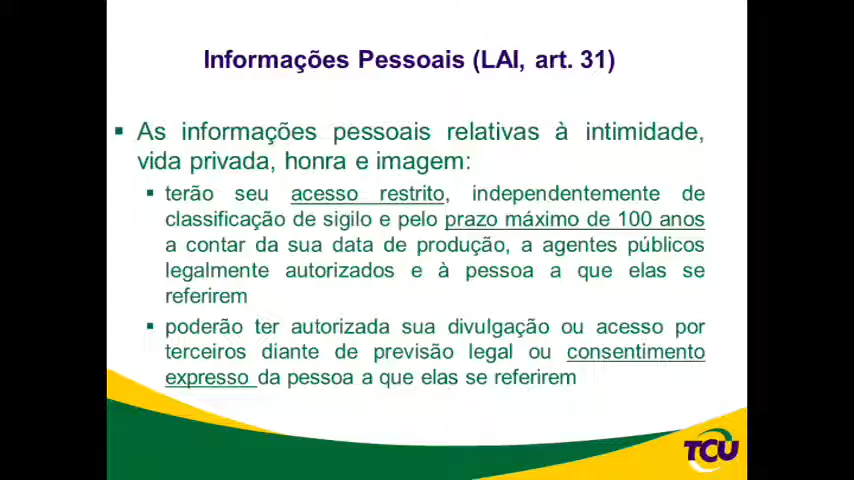 Informações Pessoais (LAI, art. 31)
▪ As informações pessoais relativas à intimidade,
vida privada, honra e imagem:
▪ terão seu acesso restrito, independentemente de
classificação de sigilo e pelo prazo máximo de 100 anos
a contar da sua data de produção, a agentes públicos
legalmente autorizados e à pessoa a que elas se
referirem
▪ poderão ter autorizada sua divulgação ou acesso por
terceiros diante de previsão legal ou consentimento
expresso da pessoa a que elas se referirem
TCU